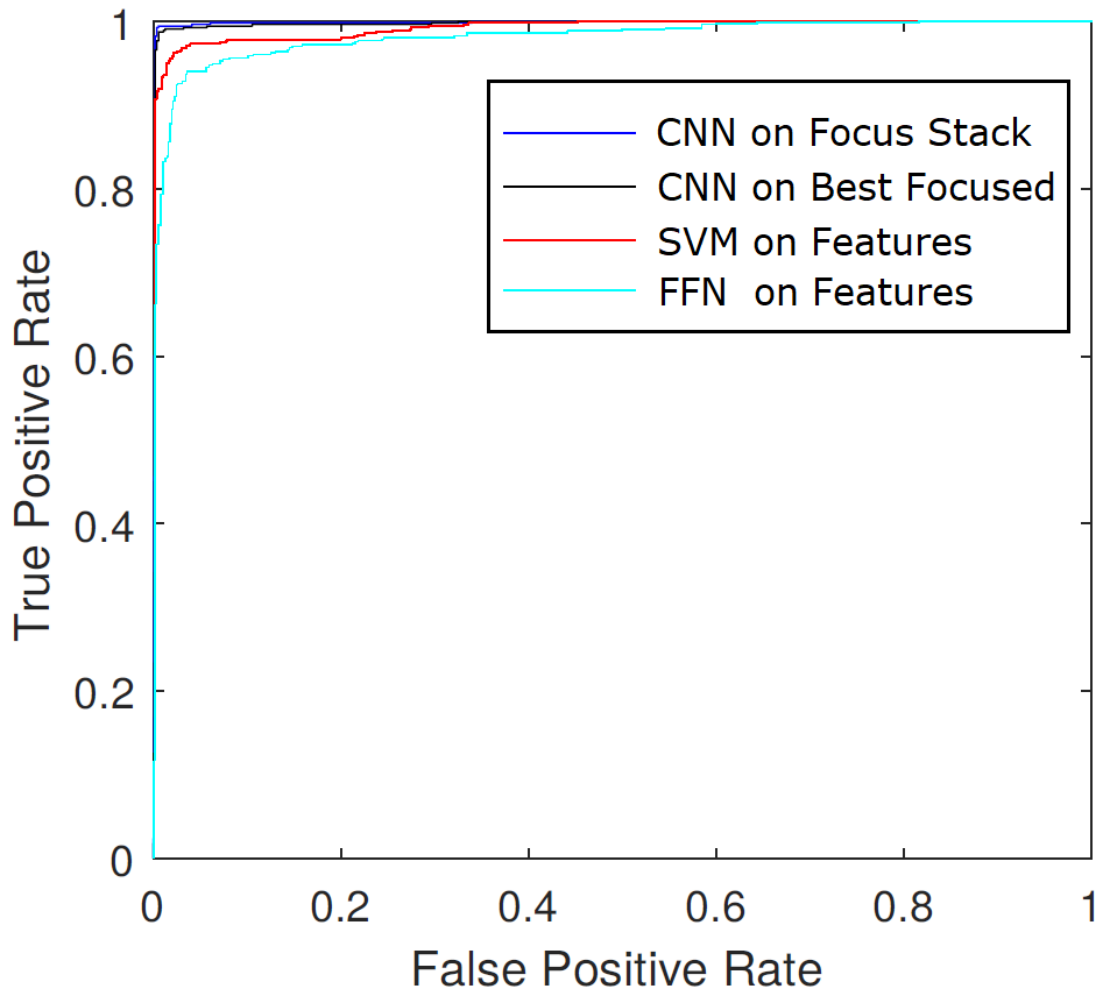 1
0.8
0.6
0.4
0.2
0
True Positive Rate
CNN on Focus Stack
CNN on Best Focused
SVM on Features
FFN on Features
0 0.2 0.4 0.6 0.8 1
False Positive Rate